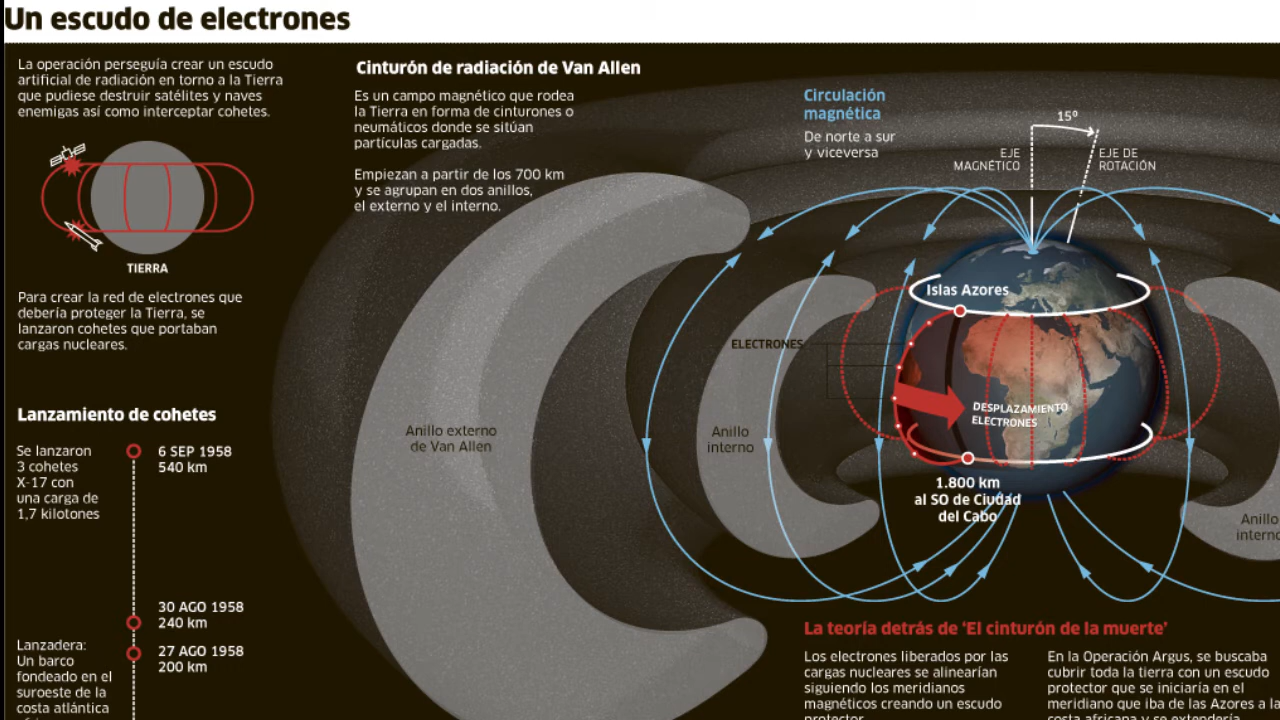 Un escudo de electrones
La operación perseguía crear un escudo
artificial de radiación en torno a la Tierra
que pudiese destruir satélites y naves
enemigas así como interceptar cohetes.
TIERRA
Para crear la red de electrones que
debería proteger la Tierra, se
lanzaron cohetes que portaban
cargas nucleares.
Lanzamiento de cohetes
Se lanzaron
3 cohetes
X-17 con
una carga de
1,7 kilotones
6 SEP 1958
540 km
30 AGO 1958
240 km
27 AGO 1958
200 km
Lanzadera:
Un barco
fondeado en el
suroeste de la
costa atlántica
Cinturón de radiación de Van Allen
Es un campo magnético que rodea
la Tierra en forma de cinturones o
neumáticos donde se sitúan
partículas cargadas.
Empiezan a partir de los 700 km
y se agrupan en dos anillos,
el externo y el interno.
Anillo externo
de Van Allen
Anillo
interno
ELECTRONES
Circulación
magnética
De norte a sur
y viceversa
15º
EJE
MAGNÉTICO
EJE DE
ROTACIÓN
Islas Azores
DESPLAZAMIENTO
ELECTRONES
1.800 km
al SO de Ciudad
del Cabo
Anillo
interno
La teoría detrás de ‘El cinturón de la muerte’
Los electrones liberados por las
cargas nucleares se alinearían
siguiendo los meridianos
magnéticos creando un escudo
protector
En la Operación Argus, se buscaba
cubrir toda la tierra con un escudo
protector que se iniciaría en el
meridiano que iba de las Azores a la
costa africana y se extendería